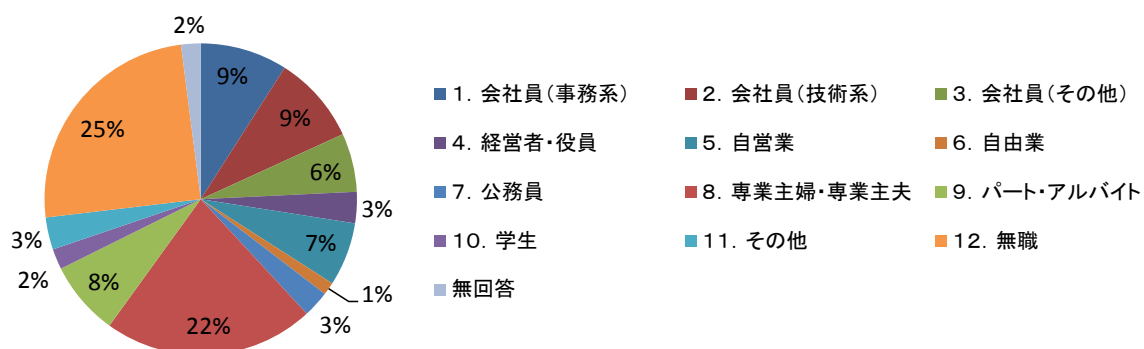 2%
9%
9%
6%
3%
7%
1%
3%
22%
8%
2%
3%
25%
1. 会社員(事務系)
2. 会社員(技術系)
3. 会社員(その他)
4. 経営者・役員
5. 自営業
6. 自由業
7. 公務員
8. 専業主婦・専業主夫
9. パート・アルバイト
10. 学生
11. その他
12. 無職
無回答